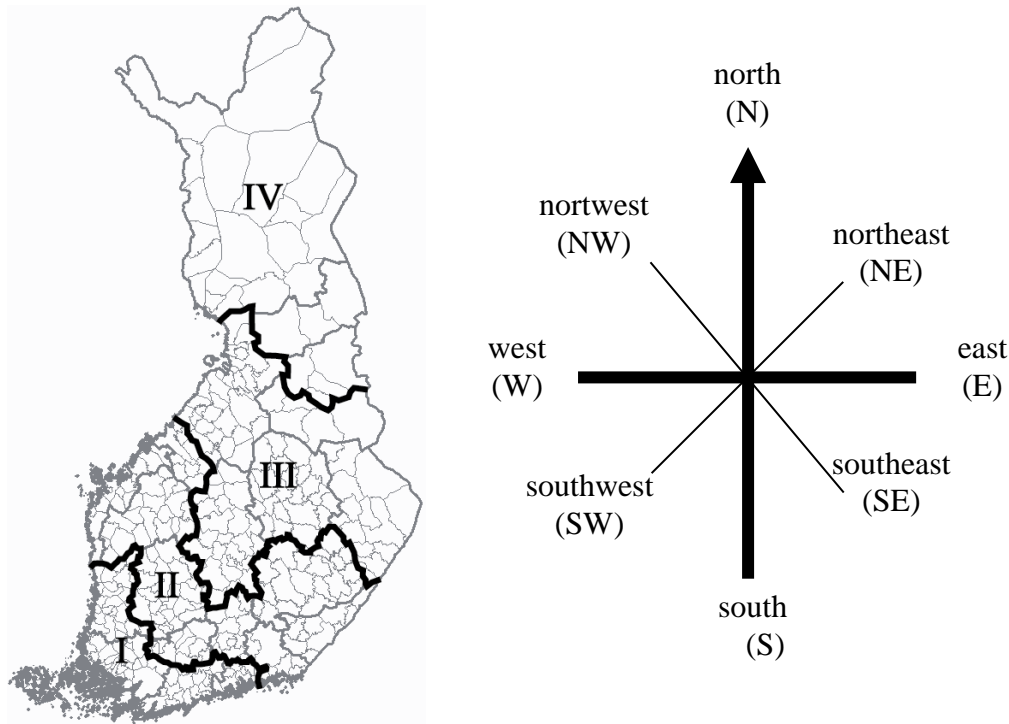 IV
III
II
I
north
(N)
nortwest
(NW)
northeast
(NE)
west
(W)
east
(E)
southwest
(SW)
southeast
(SE)
south
(S)